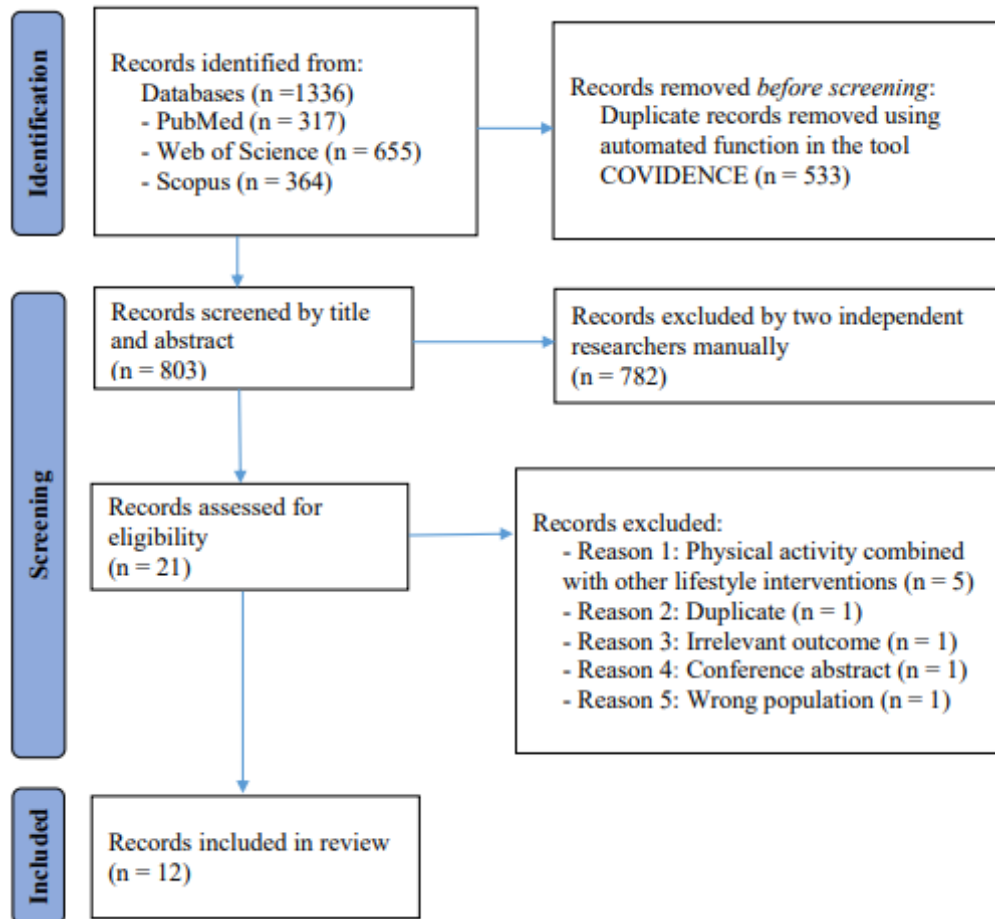 Identification
Records identified from:
Databases (n =1336)
- PubMed (n = 317)
- Web of Science (n = 655)
- Scopus (n = 364)
Records removed before screening:
Duplicate records removed using
automated function in the tool
COVIDENCE (n = 533)
Screening
Records screened by title
and abstract
(n = 803)
Records excluded by two independent
researchers manually
(n = 782)
Records assessed for
eligibility
(n = 21)
Records excluded:
- Reason 1: Physical activity combined
with other lifestyle interventions (n = 5)
- Reason 2: Duplicate (n = 1)
- Reason 3: Irrelevant outcome (n = 1)
- Reason 4: Conference abstract (n = 1)
- Reason 5: Wrong population (n = 1)
Included
Records included in review
(n = 12)